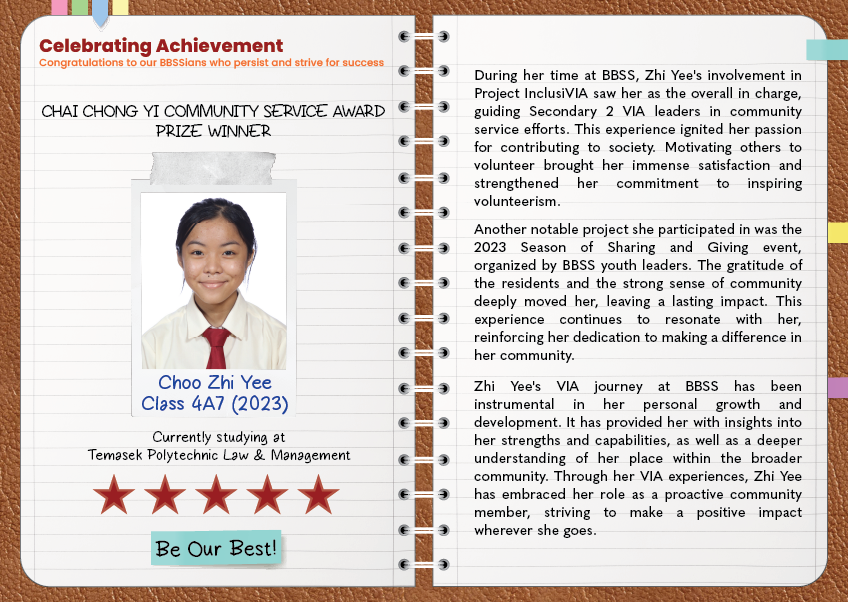 Celebrating Achievement
Congratulations to our BBSSians who persist and strive for success
CHAI CHONG YI COMMUNITY SERVICE AWARD
PRIZE WINNER
Choo Zhi Yee
Class 4A7 (2023)
Currently studying at
Temasek Polytechnic Law & Management
Be Our Best!
During her time at BBSS, Zhi Yee's involvement in
Project InclusiVIA saw her as the overall in charge,
guiding Secondary 2 VIA leaders in community
service efforts. This experience ignited her passion
for contributing to society. Motivating others to
volunteer brought her immense satisfaction and
strengthened her commitment to inspiring
volunteerism.
Another notable project she participated in was the
2023 Season of Sharing and Giving event,
organized by BBSS youth leaders. The gratitude of
the residents and the strong sense of community
deeply moved her, leaving a lasting impact. This
experience continues to resonate with her,
reinforcing her dedication to making a difference in
her community.
Zhi Yee's VIA journey at BBSS has been
instrumental in her personal growth and
development. It has provided her with insights into
her strengths and capabilities, as well as a deeper
understanding of her place within the broader
community. Through her VIA experiences, Zhi Yee
has embraced her role as a proactive community
member, striving to make a positive impact
wherever she goes.